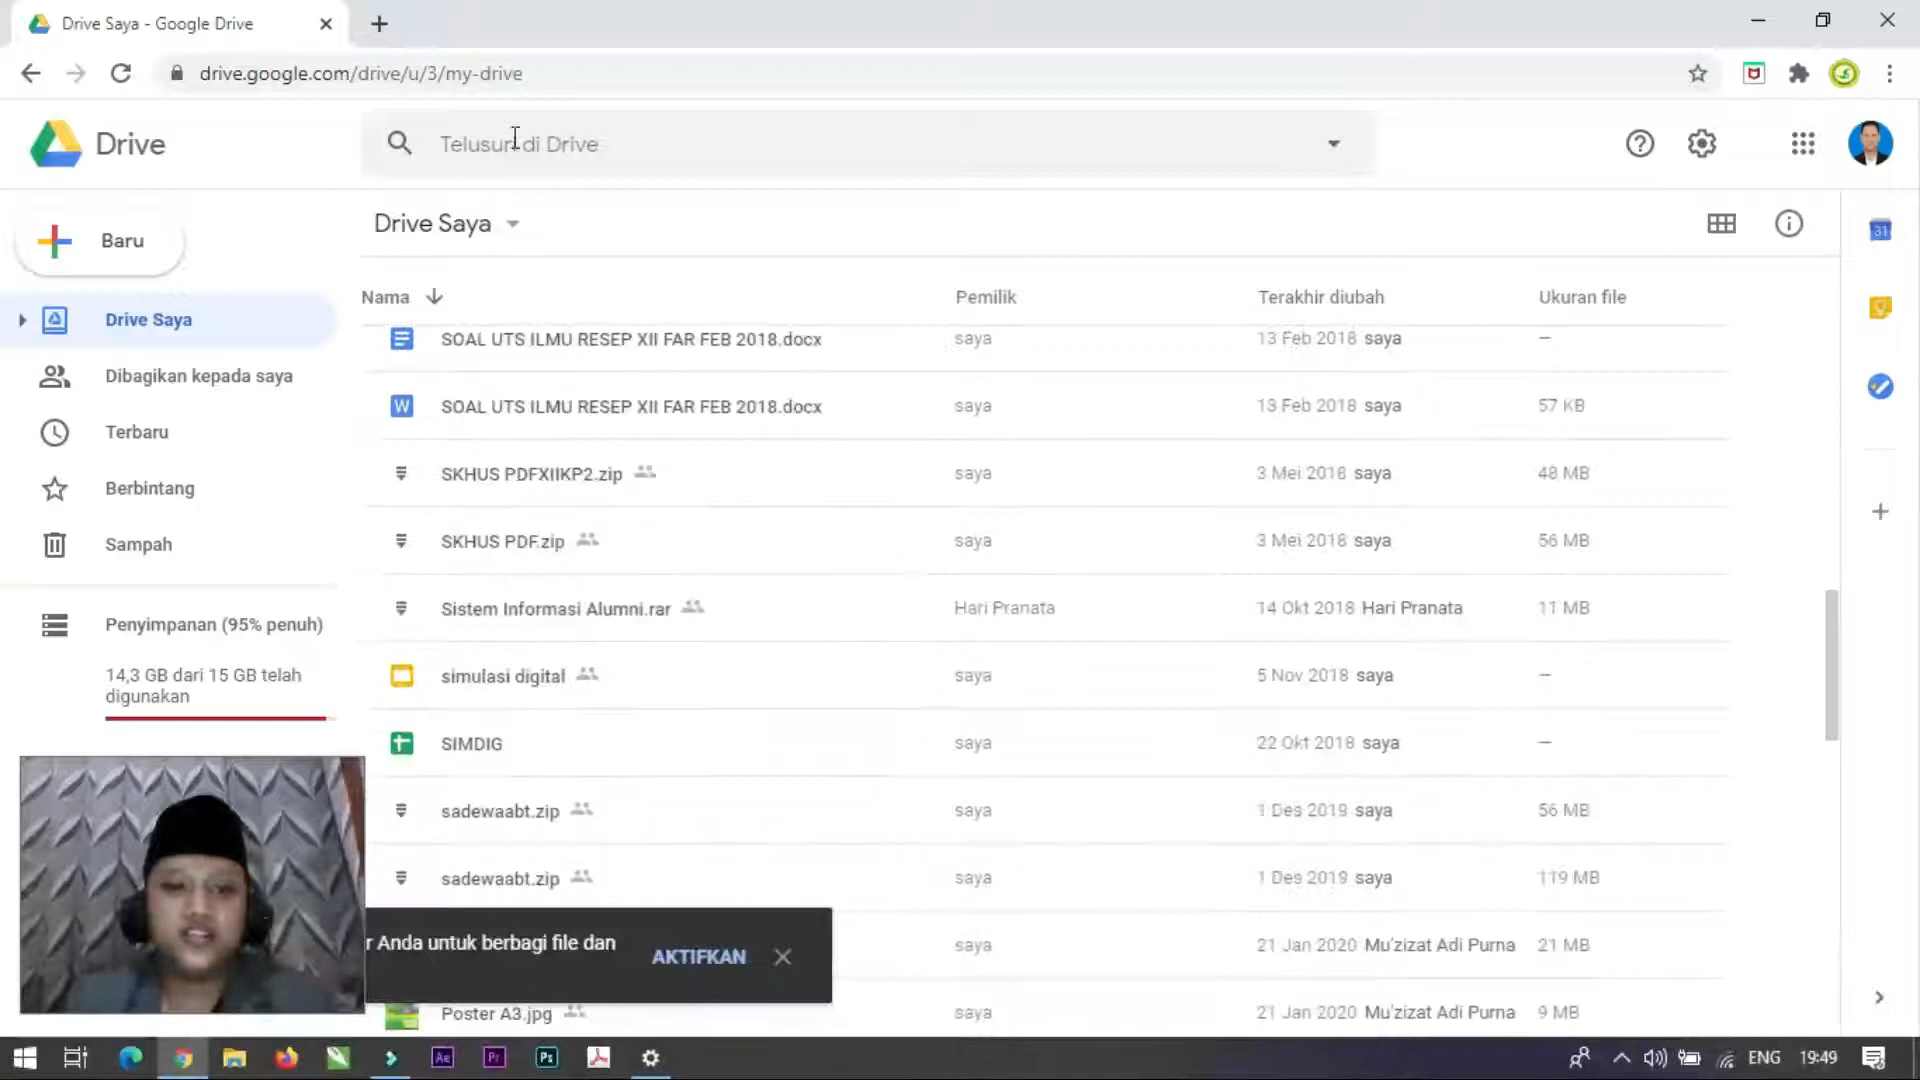 Drive Saya - Google Drive
drive.google.com/drive/u/3/my-drive
Drive
Telusuri di Drive
Baru
Drive Saya
Dibagikan kepada saya
Terbaru
Berbintang
Sampah
Penyimpanan (95% penuh)
14,3 GB dari 15 GB telah
digunakan
Drive Saya
Nama Pemilik Terakhir diubah Ukuran file
SOAL UTS ILMU RESEP XII FAR FEB 2018.docx saya 13 Feb 2018 saya —
W SOAL UTS ILMU RESEP XII FAR FEB 2018.docx saya 13 Feb 2018 saya 57 KB
SKHUS PDFXIIKP2.zip saya 3 Mei 2018 saya 48 MB
SKHUS PDF.zip saya 3 Mei 2018 saya 56 MB
Sistem Informasi Alumni.rar Hari Pranata 14 Okt 2018 Hari Pranata 11 MB
simulasi digital saya 5 Nov 2018 saya —
SIMDIG saya 22 Okt 2018 saya —
sadewaabt.zip saya 1 Des 2019 saya 56 MB
sadewaabt.zip saya 1 Des 2019 saya 119 MB
saya 21 Jan 2020 Mu'zizat Adi Purna 21 MB
Poster A3.jpg saya 21 Jan 2020 Mu'zizat Adi Purna 9 MB
r Anda untuk berbagi file dan
AKTIFKAN
31
Ae Pr Ps ENG 19:49